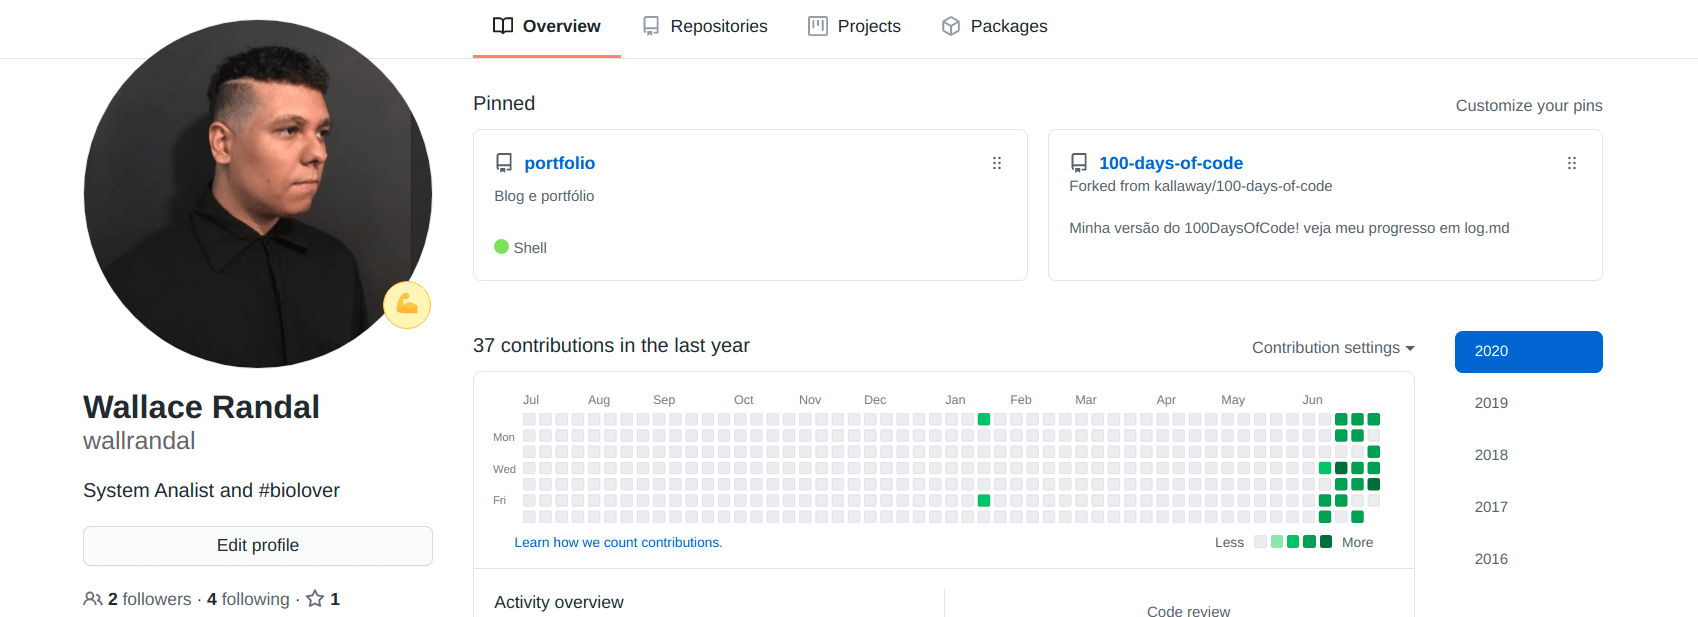 Overview
Repositories
Projects
Packages
Pinned
Customize your pins
portfolio
Blog e portfólio
Shell
100-days-of-code
Forked from kallaway/100-days-of-code
Minha versão do 100DaysOfCode! veja meu progresso em log.md
Wallace Randal
wallrandal
System Analist and #biolover
Edit profile
2 followers · 4 following · 1
37 contributions in the last year
Contribution settings
Jul Aug Sep Oct Nov Dec Jan Feb Mar Apr May Jun
Mon
Wed
Fri
Learn how we count contributions.
Less
More
2020
2019
2018
2017
2016
Activity overview
Code review